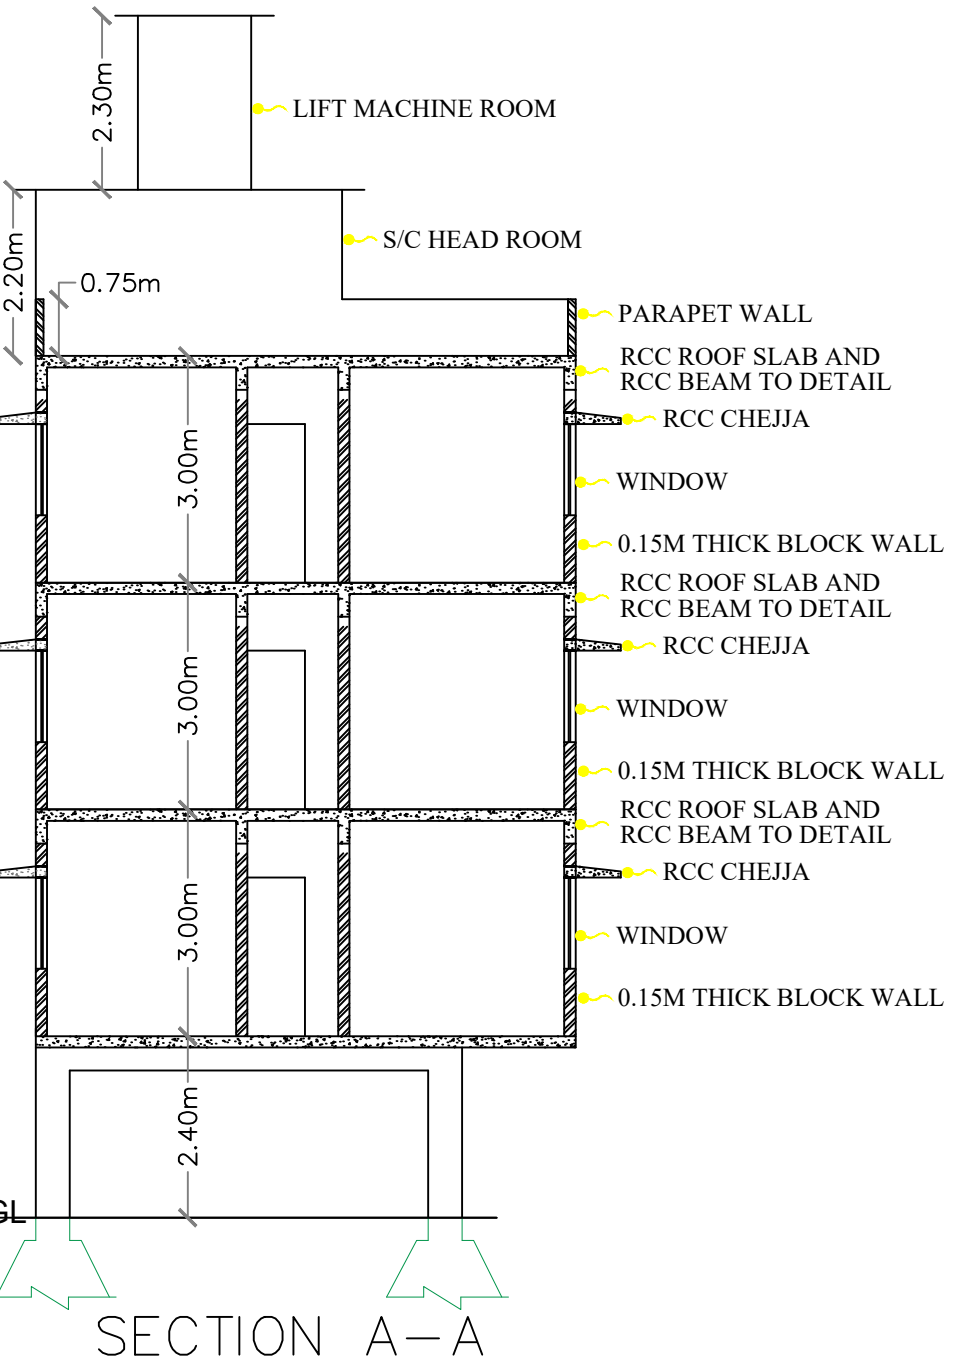 2.30m
LIFT MACHINE ROOM
2.20m
S/C HEAD ROOM
0.75m
PARAPET WALL
RCC ROOF SLAB AND
RCC BEAM TO DETAIL
RCC CHEJJA
3.00m
WINDOW
0.15M THICK BLOCK WALL
RCC ROOF SLAB AND
RCC BEAM TO DETAIL
RCC CHEJJA
3.00m
WINDOW
0.15M THICK BLOCK WALL
RCC ROOF SLAB AND
RCC BEAM TO DETAIL
RCC CHEJJA
3.00m
WINDOW
0.15M THICK BLOCK WALL
2.40m
GL
SECTION A-A